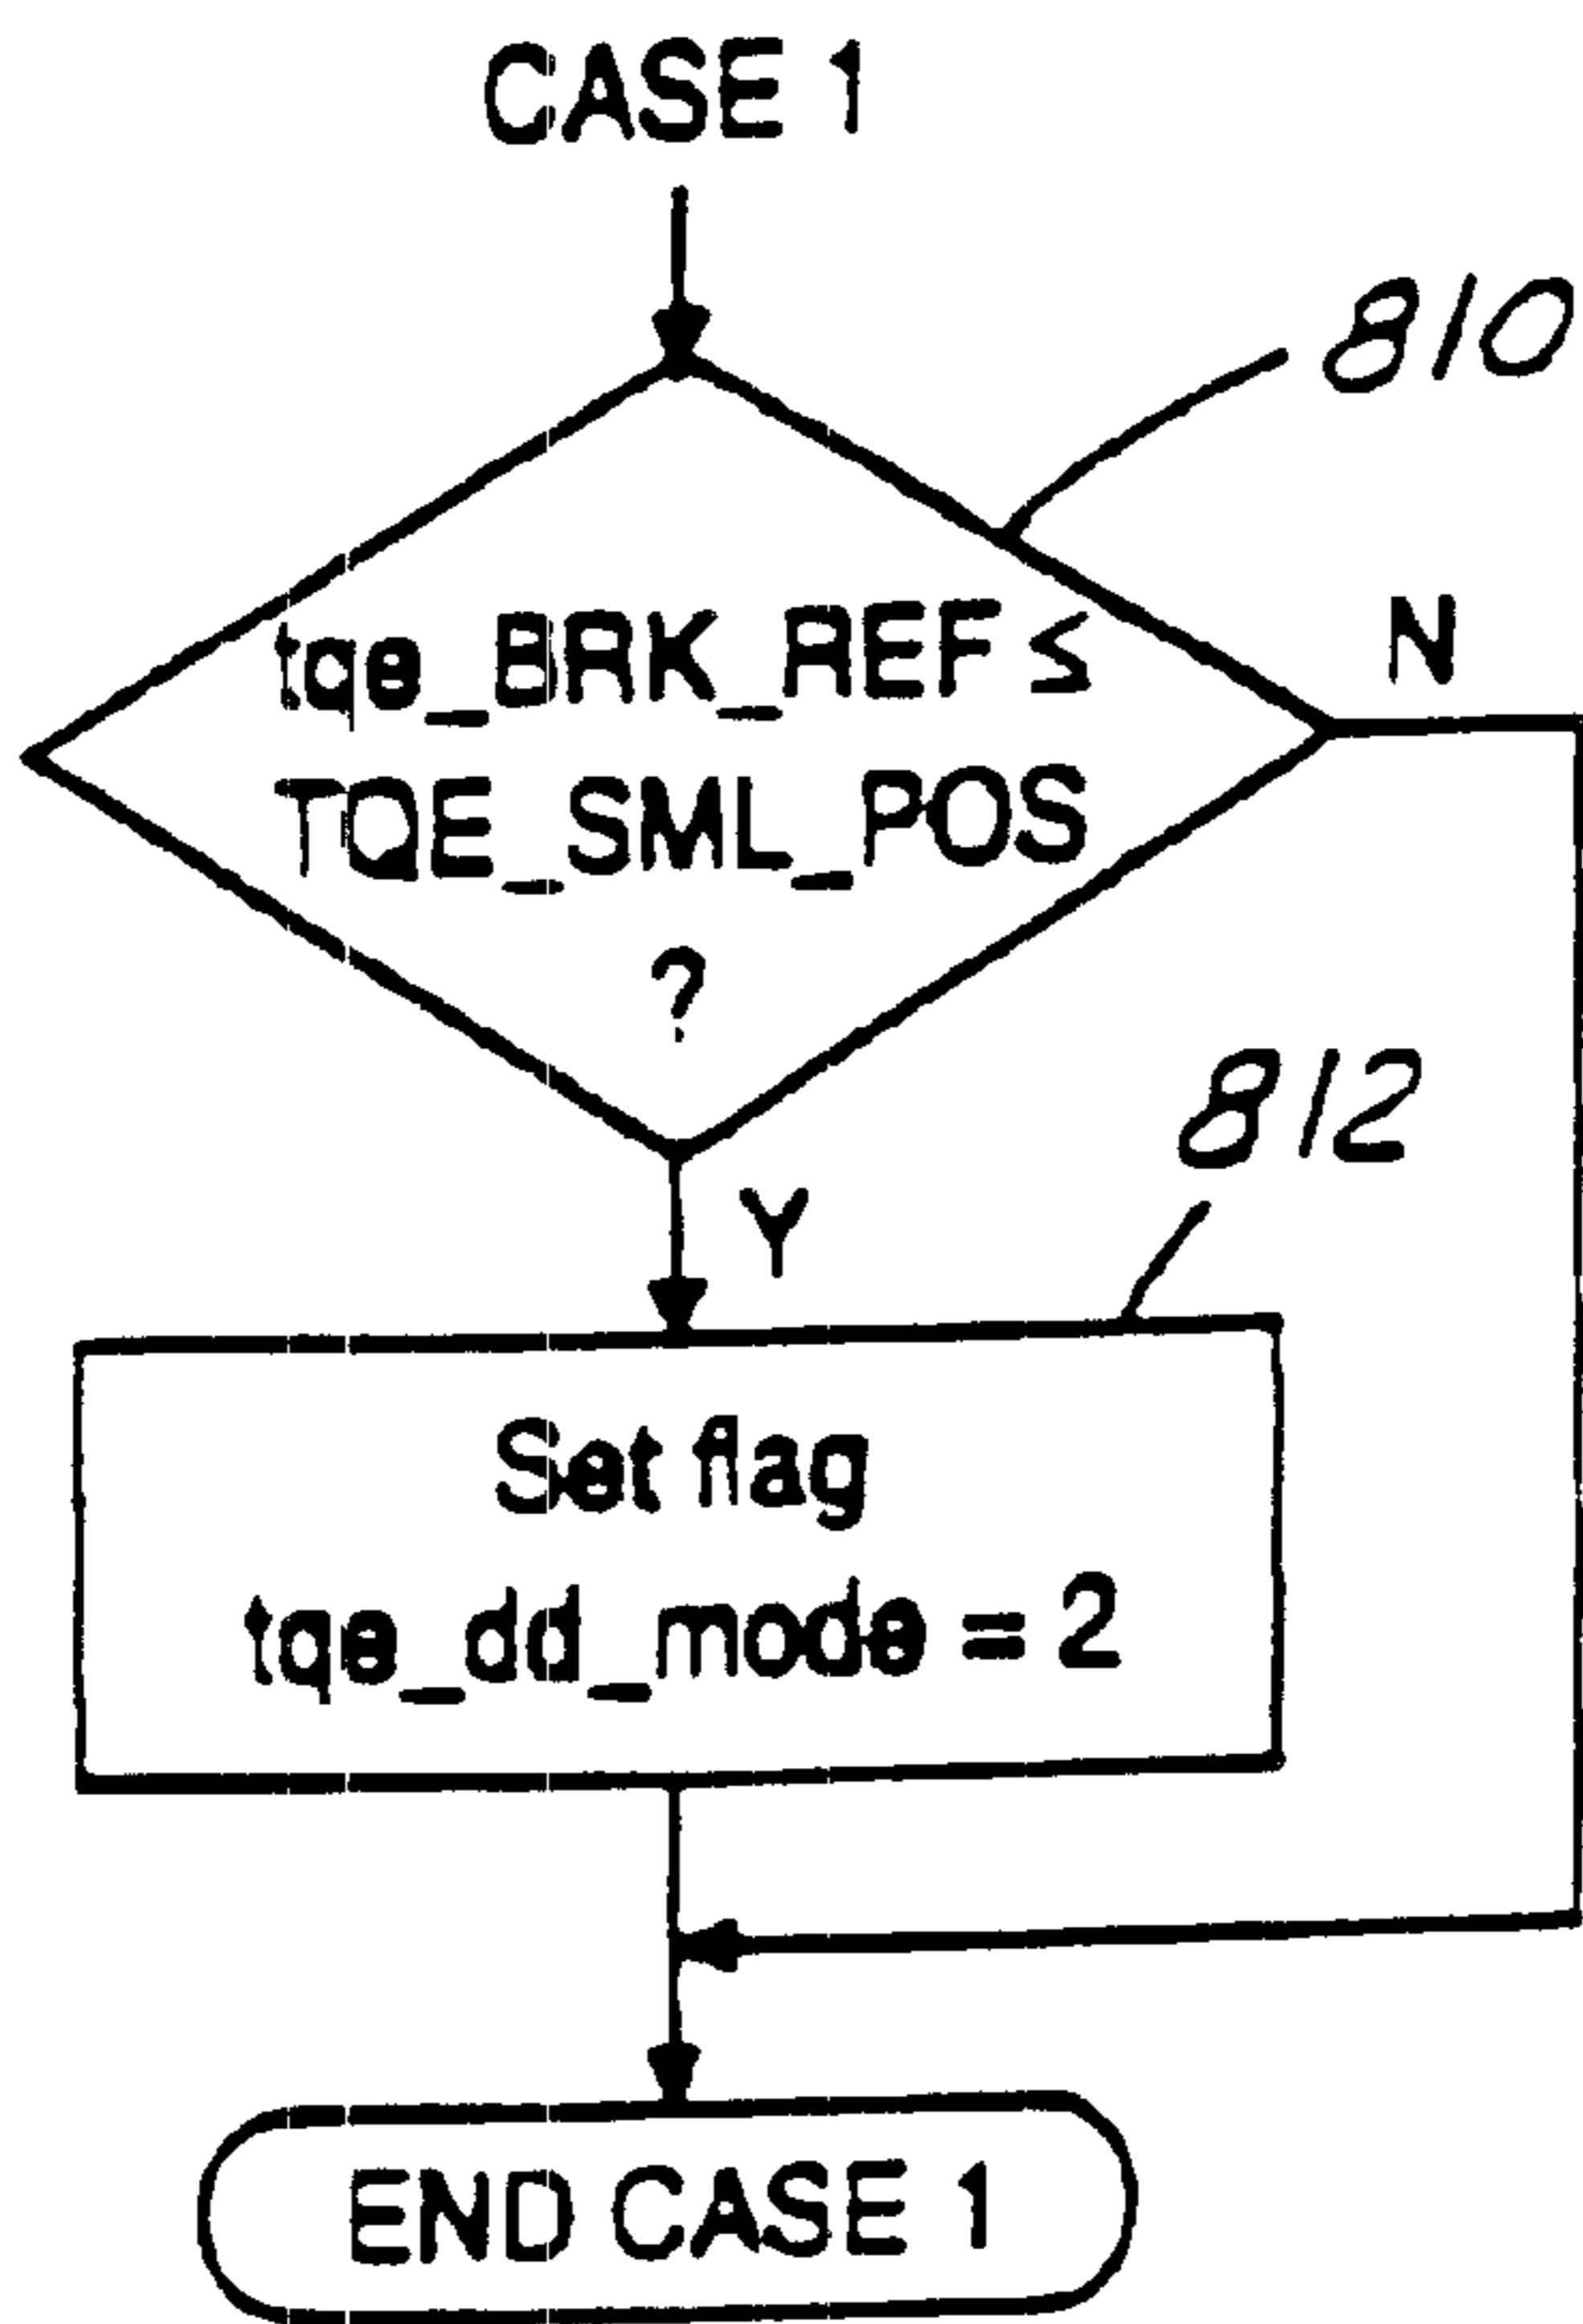 CASE 1
810
tqe_BRK_REF ≤
TQE_SML_POS
?
N
Y
812
Set flag
tqe_dd_mode = 2
END CASE 1